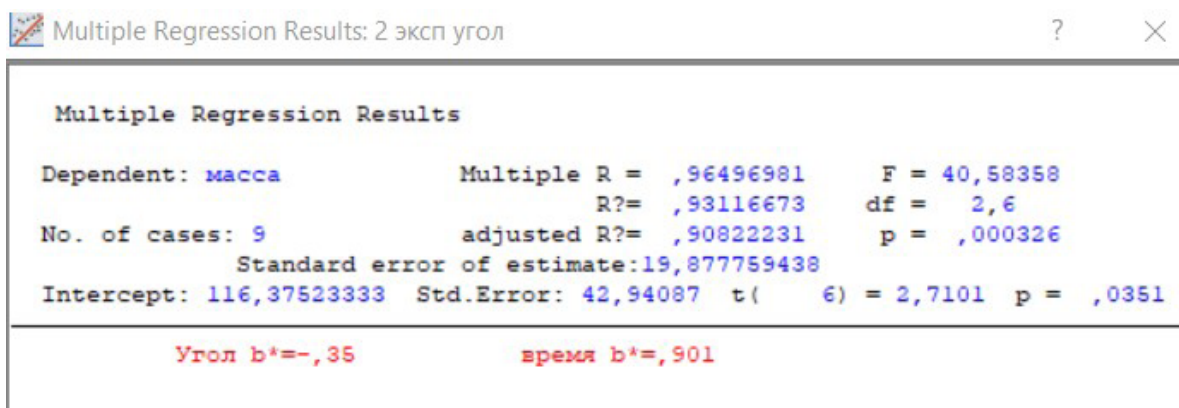 Multiple Regression Results: 2 эксп угол ? ×
Multiple Regression Results
Dependent: масса Multiple R = ,96496981 F = 40,58358
R?= ,93116673 df = 2,6
No. of cases: 9 adjusted R?= ,90822231 p = ,000326
Standard error of estimate:19,877759438
Intercept: 116,37523333 Std.Error: 42,94087 t( 6) = 2,7101 p = ,0351
Угол b*=-,35 время b*=,901